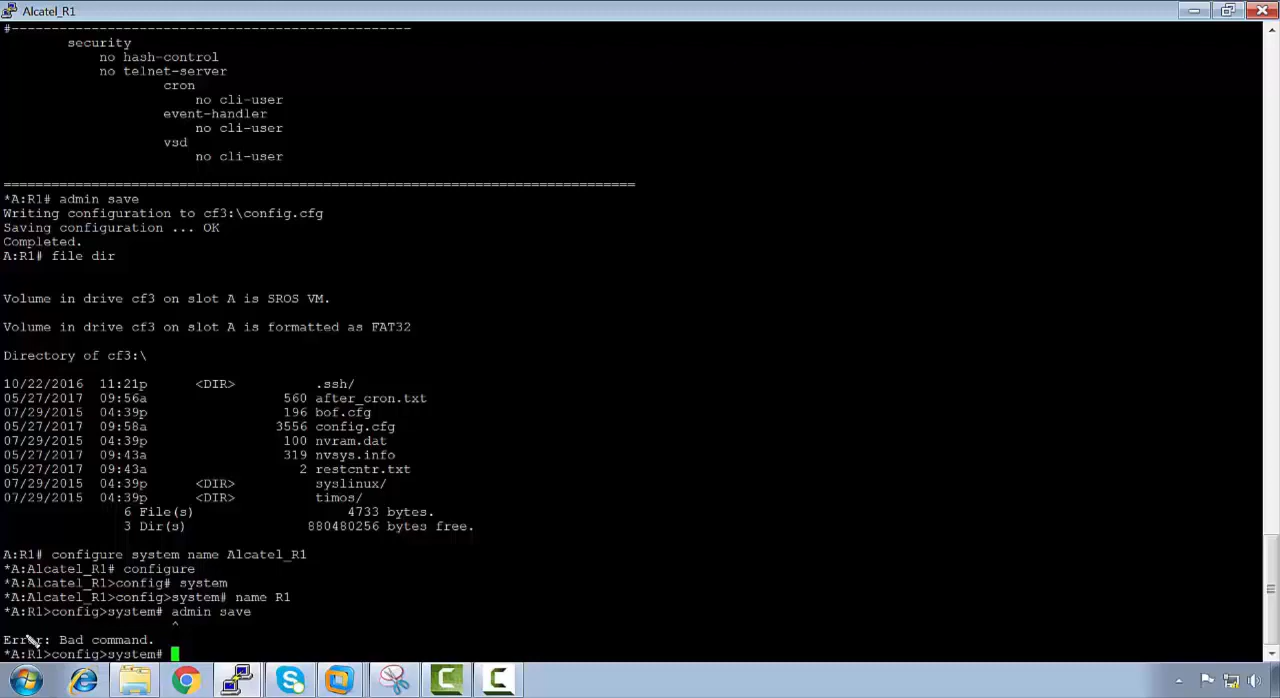 Alcatel_R1
#--------------------------------------------------
security
no hash-control
no telnet-server
cron
no cli-user
event-handler
no cli-user
vsd
no cli-user
===============================================================================
*A:R1# admin save
Writing configuration to cf3:\config.cfg
Saving configuration ... OK
Completed.
A:R1# file dir
Volume in drive cf3 on slot A is SROS VM.
Volume in drive cf3 on slot A is formatted as FAT32
Directory of cf3:\
10/22/2016 11:21p <DIR> .ssh/
05/27/2017 09:56a 560 after_cron.txt
07/29/2015 04:39p 196 bof.cfg
05/27/2017 09:58a 3556 config.cfg
07/29/2015 04:39p 100 nvram.dat
05/27/2017 09:43a 319 nvsys.info
05/27/2017 09:43a 2 restcntr.txt
07/29/2015 04:39p <DIR> syslinux/
07/29/2015 04:39p <DIR> timos/
6 File(s) 4733 bytes.
3 Dir(s) 880480256 bytes free.
A:R1# configure system name Alcatel_R1
*A:Alcatel_R1# configure
*A:Alcatel_R1>config# system
*A:Alcatel_R1>config>system# name R1
*A:R1>config>system# admin save
^
Error: Bad command.
*A:R1>config>system#